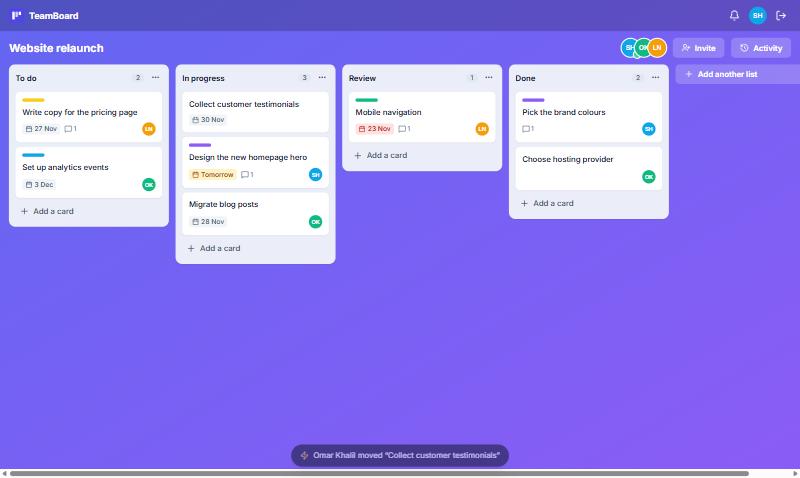 TeamBoard
SH
Website relaunch
SH
OK
LN
Invite
Activity
To do
2
Write copy for the pricing page
27 Nov
1
LN
Set up analytics events
3 Dec
OK
Add a card
In progress
3
Collect customer testimonials
30 Nov
Design the new homepage hero
Tomorrow
1
SH
Migrate blog posts
28 Nov
OK
Add a card
Review
1
Mobile navigation
23 Nov
1
LN
Add a card
Done
2
Pick the brand colours
1
SH
Choose hosting provider
OK
Add a card
Add another list
Omar Khalil moved “Collect customer testimonials”